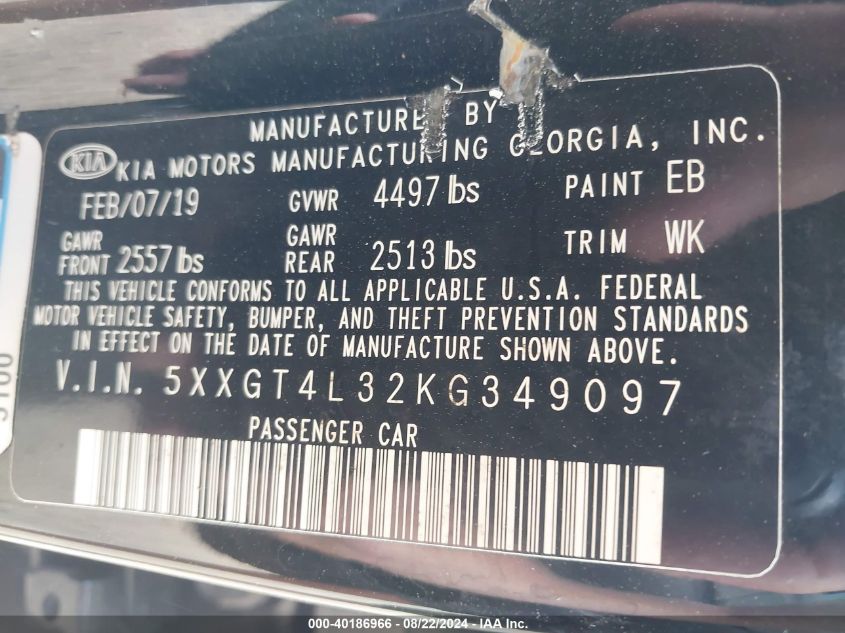 MANUFACTURED BY
KIA KIA MOTORS MANUFACTURING GEORGIA, INC.
FEB/07/19 GVWR 4497 lbs PAINT EB
GAWR FRONT 2557 lbs GAWR REAR 2513 lbs TRIM WK
THIS VEHICLE CONFORMS TO ALL APPLICABLE U.S.A. FEDERAL
MOTOR VEHICLE SAFETY, BUMPER, AND THEFT PREVENTION STANDARDS
IN EFFECT ON THE DATE OF MANUFACTURE SHOWN ABOVE.
V.I.N. 5XXGT4L32KG349097
PASSENGER CAR
000-40186966 - 08/22/2024 - IAA Inc.